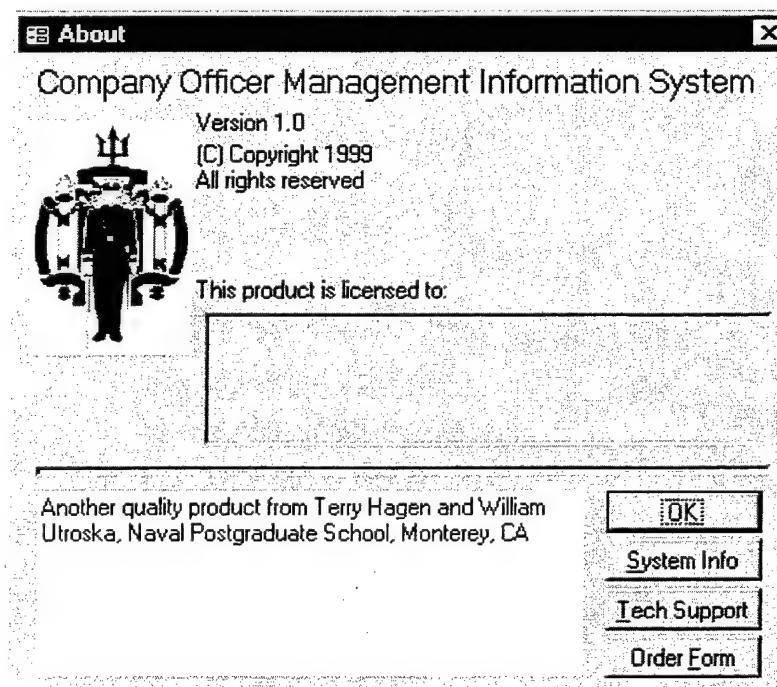 About
Company Officer Management Information System
Version 1.0
(C) Copyright 1999
All rights reserved
This product is licensed to:
Another quality product from Terry Hagen and William
Utroska, Naval Postgraduate School, Monterey, CA
OK
System Info
Tech Support
Order Form